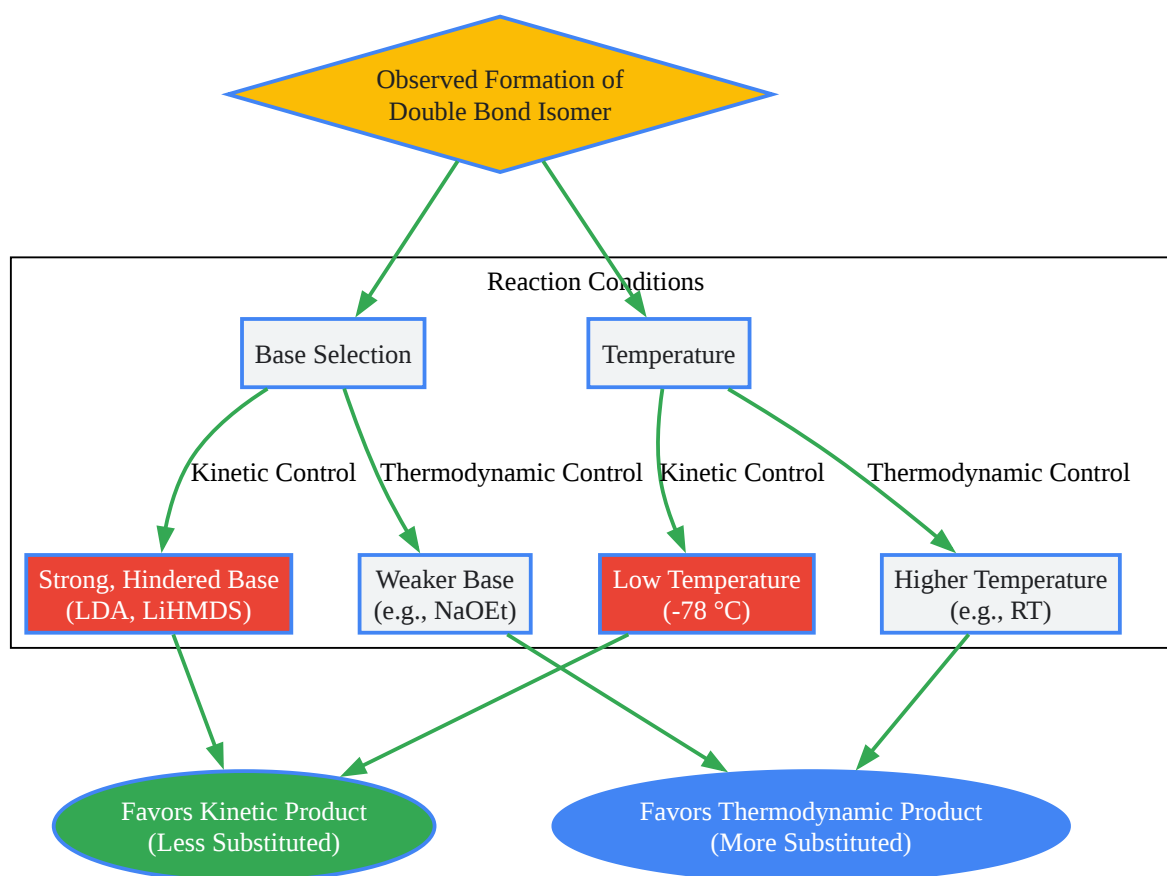 Observed Formation of
Double Bond Isomer
Reaction Conditions
Base Selection
Temperature
Kinetic Control
Thermodynamic Control
Kinetic Control
Thermodynamic Control
Strong, Hindered Base
(LDA, LiHMDS)
Weaker Base
(e.g., NaOEt)
Low Temperature
(-78 °C)
Higher Temperature
(e.g., RT)
Favors Kinetic Product
(Less Substituted)
Favors Thermodynamic Product
(More Substituted)